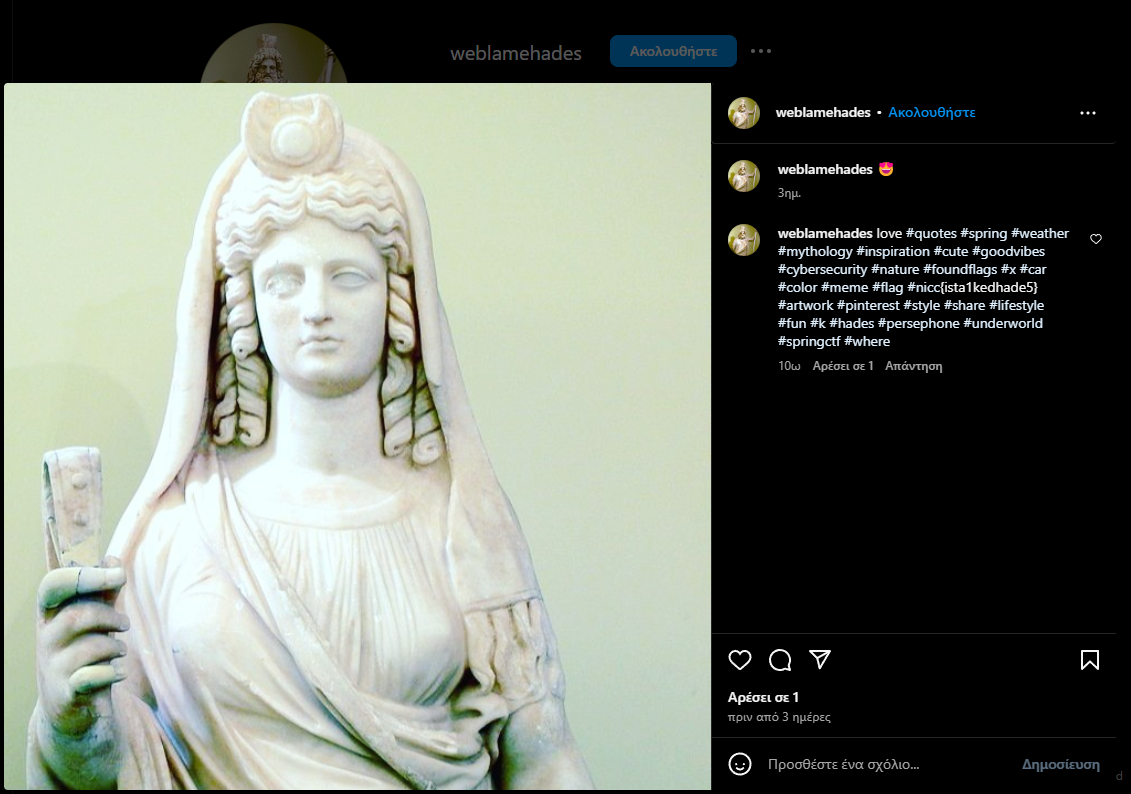 weblamehades
Ακολουθήστε
weblamehades • Ακολουθήστε
weblamehades 😍
3ημ.
weblamehades love #quotes #spring #weather
#mythology #inspiration #cute #goodvibes
#cybersecurity #nature #foundflags #x #car
#color #meme #flag #nicc{ista1kedhade5}
#artwork #pinterest #style #share #lifestyle
#fun #k #hades #persephone #underworld
#springctf #where
10ω Αρέσει σε 1 Απάντηση
Αρέσει σε 1
πριν από 3 ημέρες
Προσθέστε ένα σχόλιο...
Δημοσίευση
d